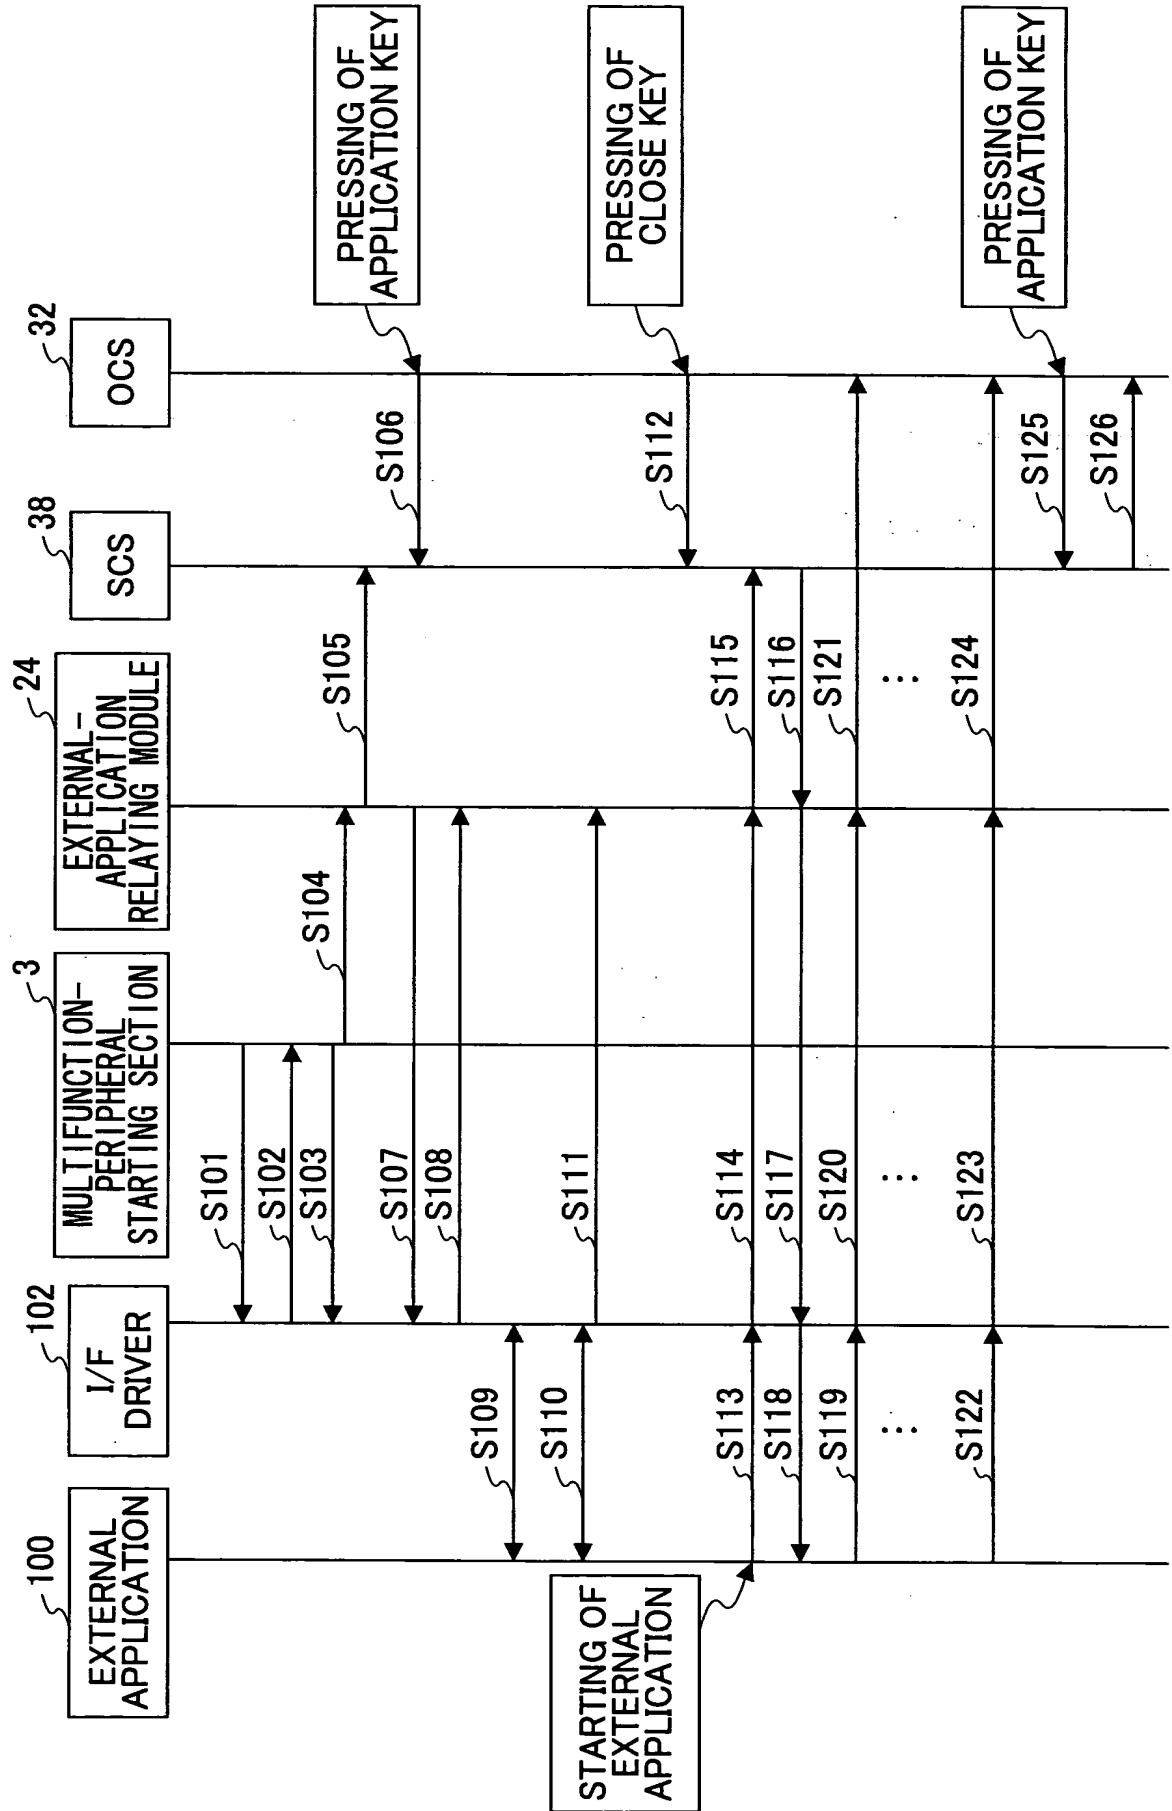 100
EXTERNAL
APPLICATION
102
I/F
DRIVER
3
MULTIFUNCTION-
PERIPHERAL
STARTING SECTION
24
EXTERNAL-
APPLICATION
RELAYING MODULE
38
SCS
32
OCS
S101
S102
S103
S104
S105
PRESSING OF
APPLICATION KEY
S106
S107
S108
S109
S110
S111
PRESSING OF
CLOSE KEY
S112
STARTING OF
EXTERNAL
APPLICATION
S113
S114
S115
S116
S117
S118
S119
S120
S121
...
...
...
S122
S123
S124
PRESSING OF
APPLICATION KEY
S125
S126